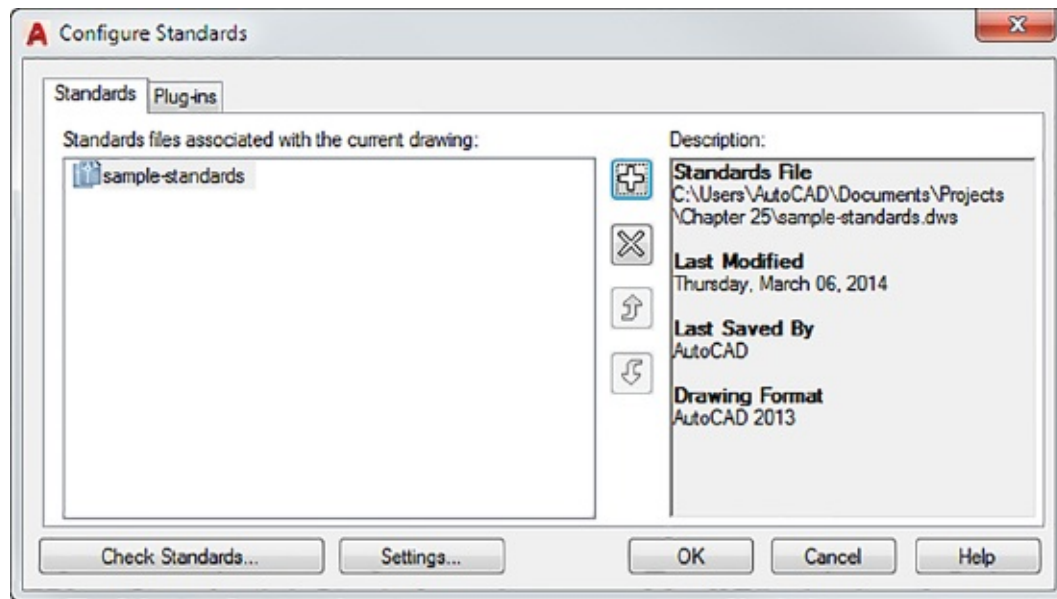 Configure Standards
Standards
Plug-ins
Standards files associated with the current drawing:
sample-standards
Description:
Standards File
C:\Users\AutoCAD\Documents\Projects
\Chapter 25\sample-standards.dws
Last Modified
Thursday, March 06, 2014
Last Saved By
AutoCAD
Drawing Format
AutoCAD 2013
Check Standards...
Settings...
OK
Cancel
Help